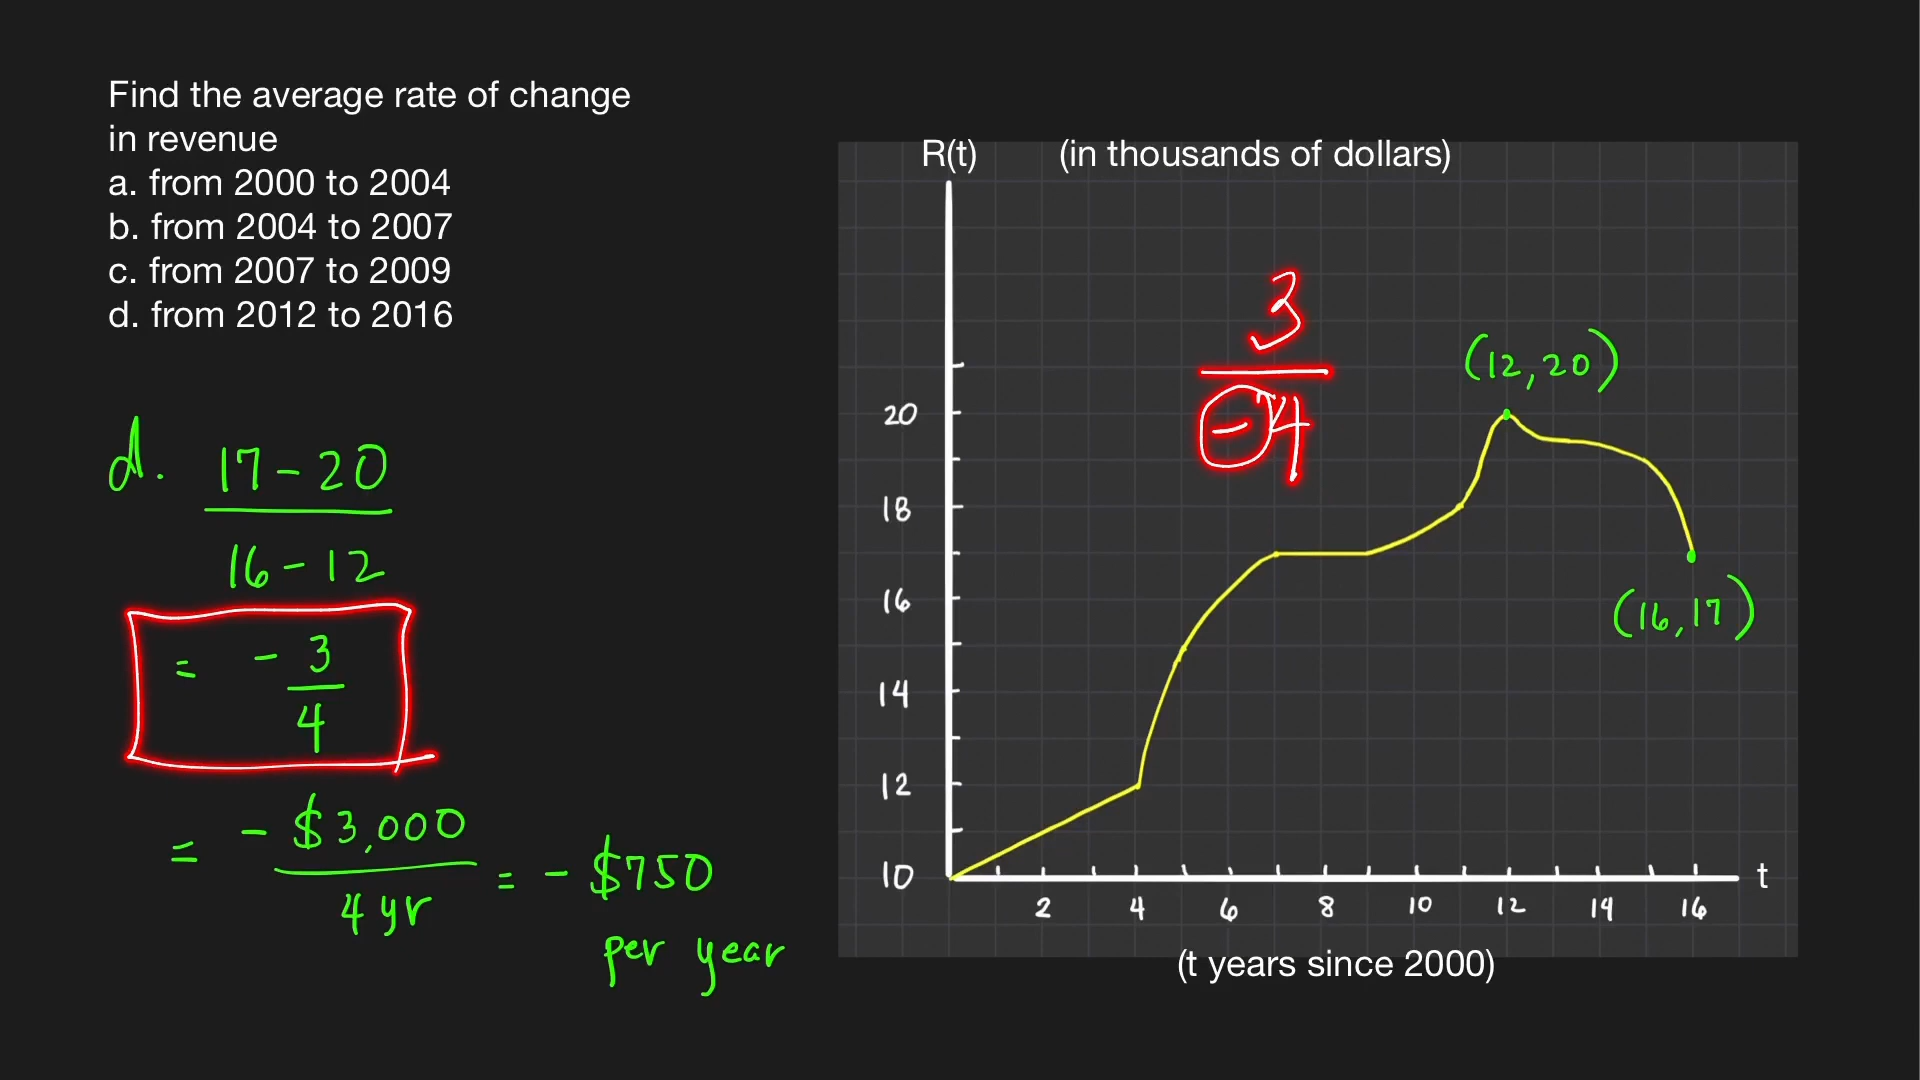 Find the average rate of change
in revenue
a. from 2000 to 2004
b. from 2004 to 2007
c. from 2007 to 2009
d. from 2012 to 2016
d. 17 - 20
16 - 12
= - 3
4
= - $3,000
4 yr
= - $750
per year
R(t) (in thousands of dollars)
3
-4
(12,20)
(16,17)
20
18
16
14
12
10
2 4 6 8 10 12 14 16
t
(t years since 2000)